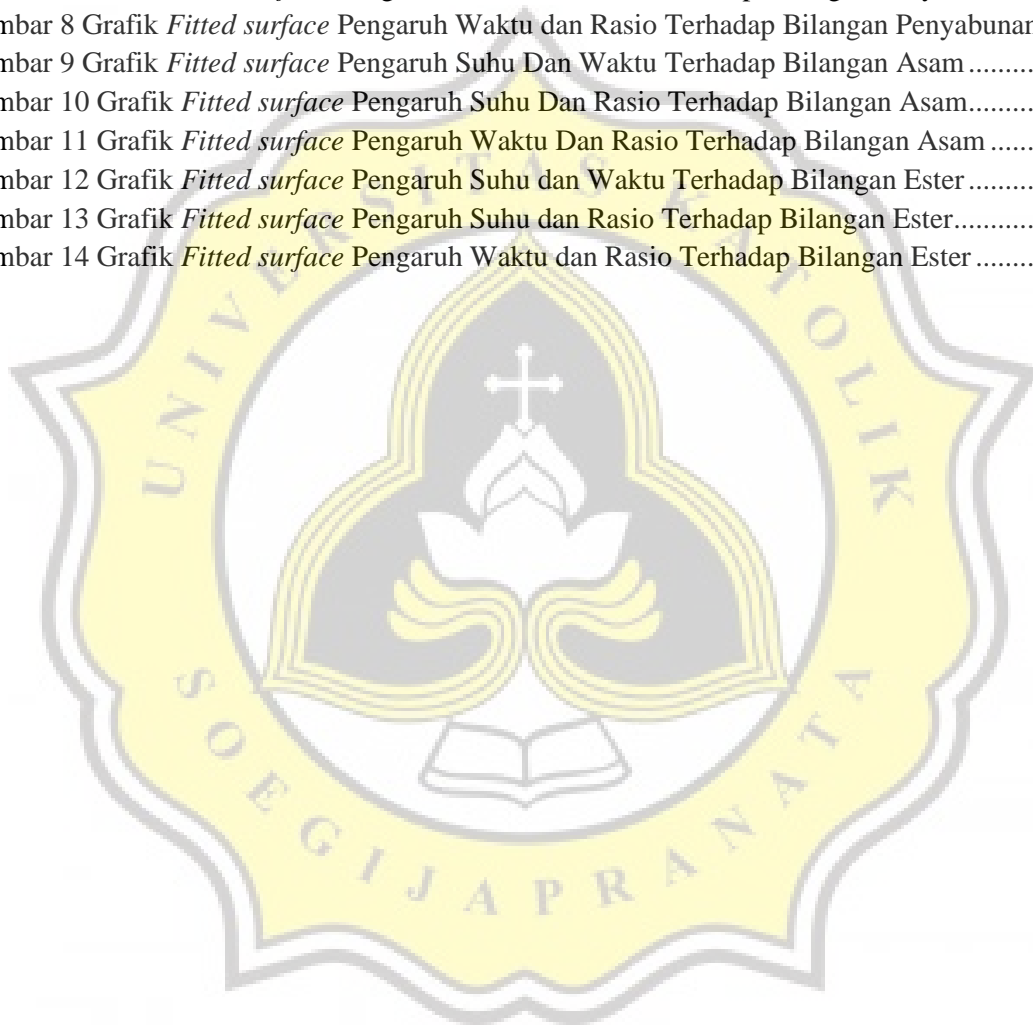 mbar 8 Grafik Fitted surface Pengaruh Waktu dan Rasio Terhadap Bilangan Penyabunan
mbar 9 Grafik Fitted surface Pengaruh Suhu Dan Waktu Terhadap Bilangan Asam ..........
mbar 10 Grafik Fitted surface Pengaruh Suhu Dan Rasio Terhadap Bilangan Asam.........
mbar 11 Grafik Fitted surface Pengaruh Waktu Dan Rasio Terhadap Bilangan Asam ......
mbar 12 Grafik Fitted surface Pengaruh Suhu dan Waktu Terhadap Bilangan Ester .........
mbar 13 Grafik Fitted surface Pengaruh Suhu dan Rasio Terhadap Bilangan Ester...........
mbar 14 Grafik Fitted surface Pengaruh Waktu dan Rasio Terhadap Bilangan Ester ........
UNIVERSITAS KATOLIK
SOEGIJAPRANATA